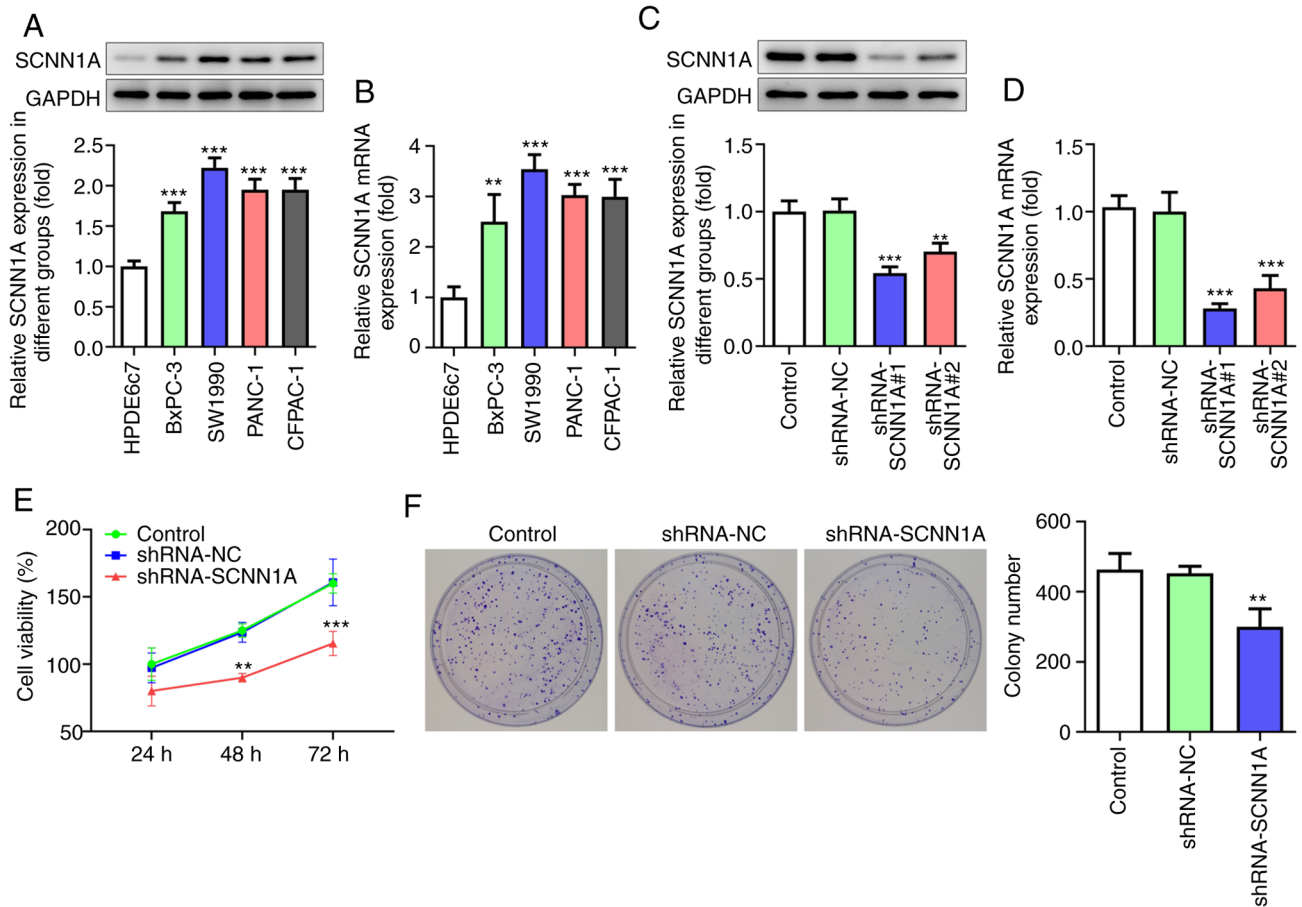 A
SCNN1A
GAPDH
Relative SCNN1A expression in
different groups (fold)
2.5
2.0
1.5
1.0
0.5
0.0
***
***
***
***
HPDE6c7
BxPC-3
SW1990
PANC-1
CFPAC-1
B
Relative SCNN1A mRNA
expression (fold)
4
3
2
1
0
**
***
***
***
HPDE6c7
BxPC-3
SW1990
PANC-1
CFPAC-1
C
SCNN1A
GAPDH
Relative SCNN1A expression in
different groups (fold)
1.5
1.0
0.5
0.0
***
**
Control
shRNA-NC
shRNA-
SCNN1A#1
shRNA-
SCNN1A#2
D
Relative SCNN1A mRNA
expression (fold)
1.5
1.0
0.5
0.0
***
***
Control
shRNA-NC
shRNA-
SCNN1A#1
shRNA-
SCNN1A#2
E
Cell viability (%)
200
150
100
50
Control
shRNA-NC
shRNA-SCNN1A
**
***
24 h
48 h
72 h
F
Control
shRNA-NC
shRNA-SCNN1A
Colony number
600
400
200
0
**
Control
shRNA-NC
shRNA-SCNN1A